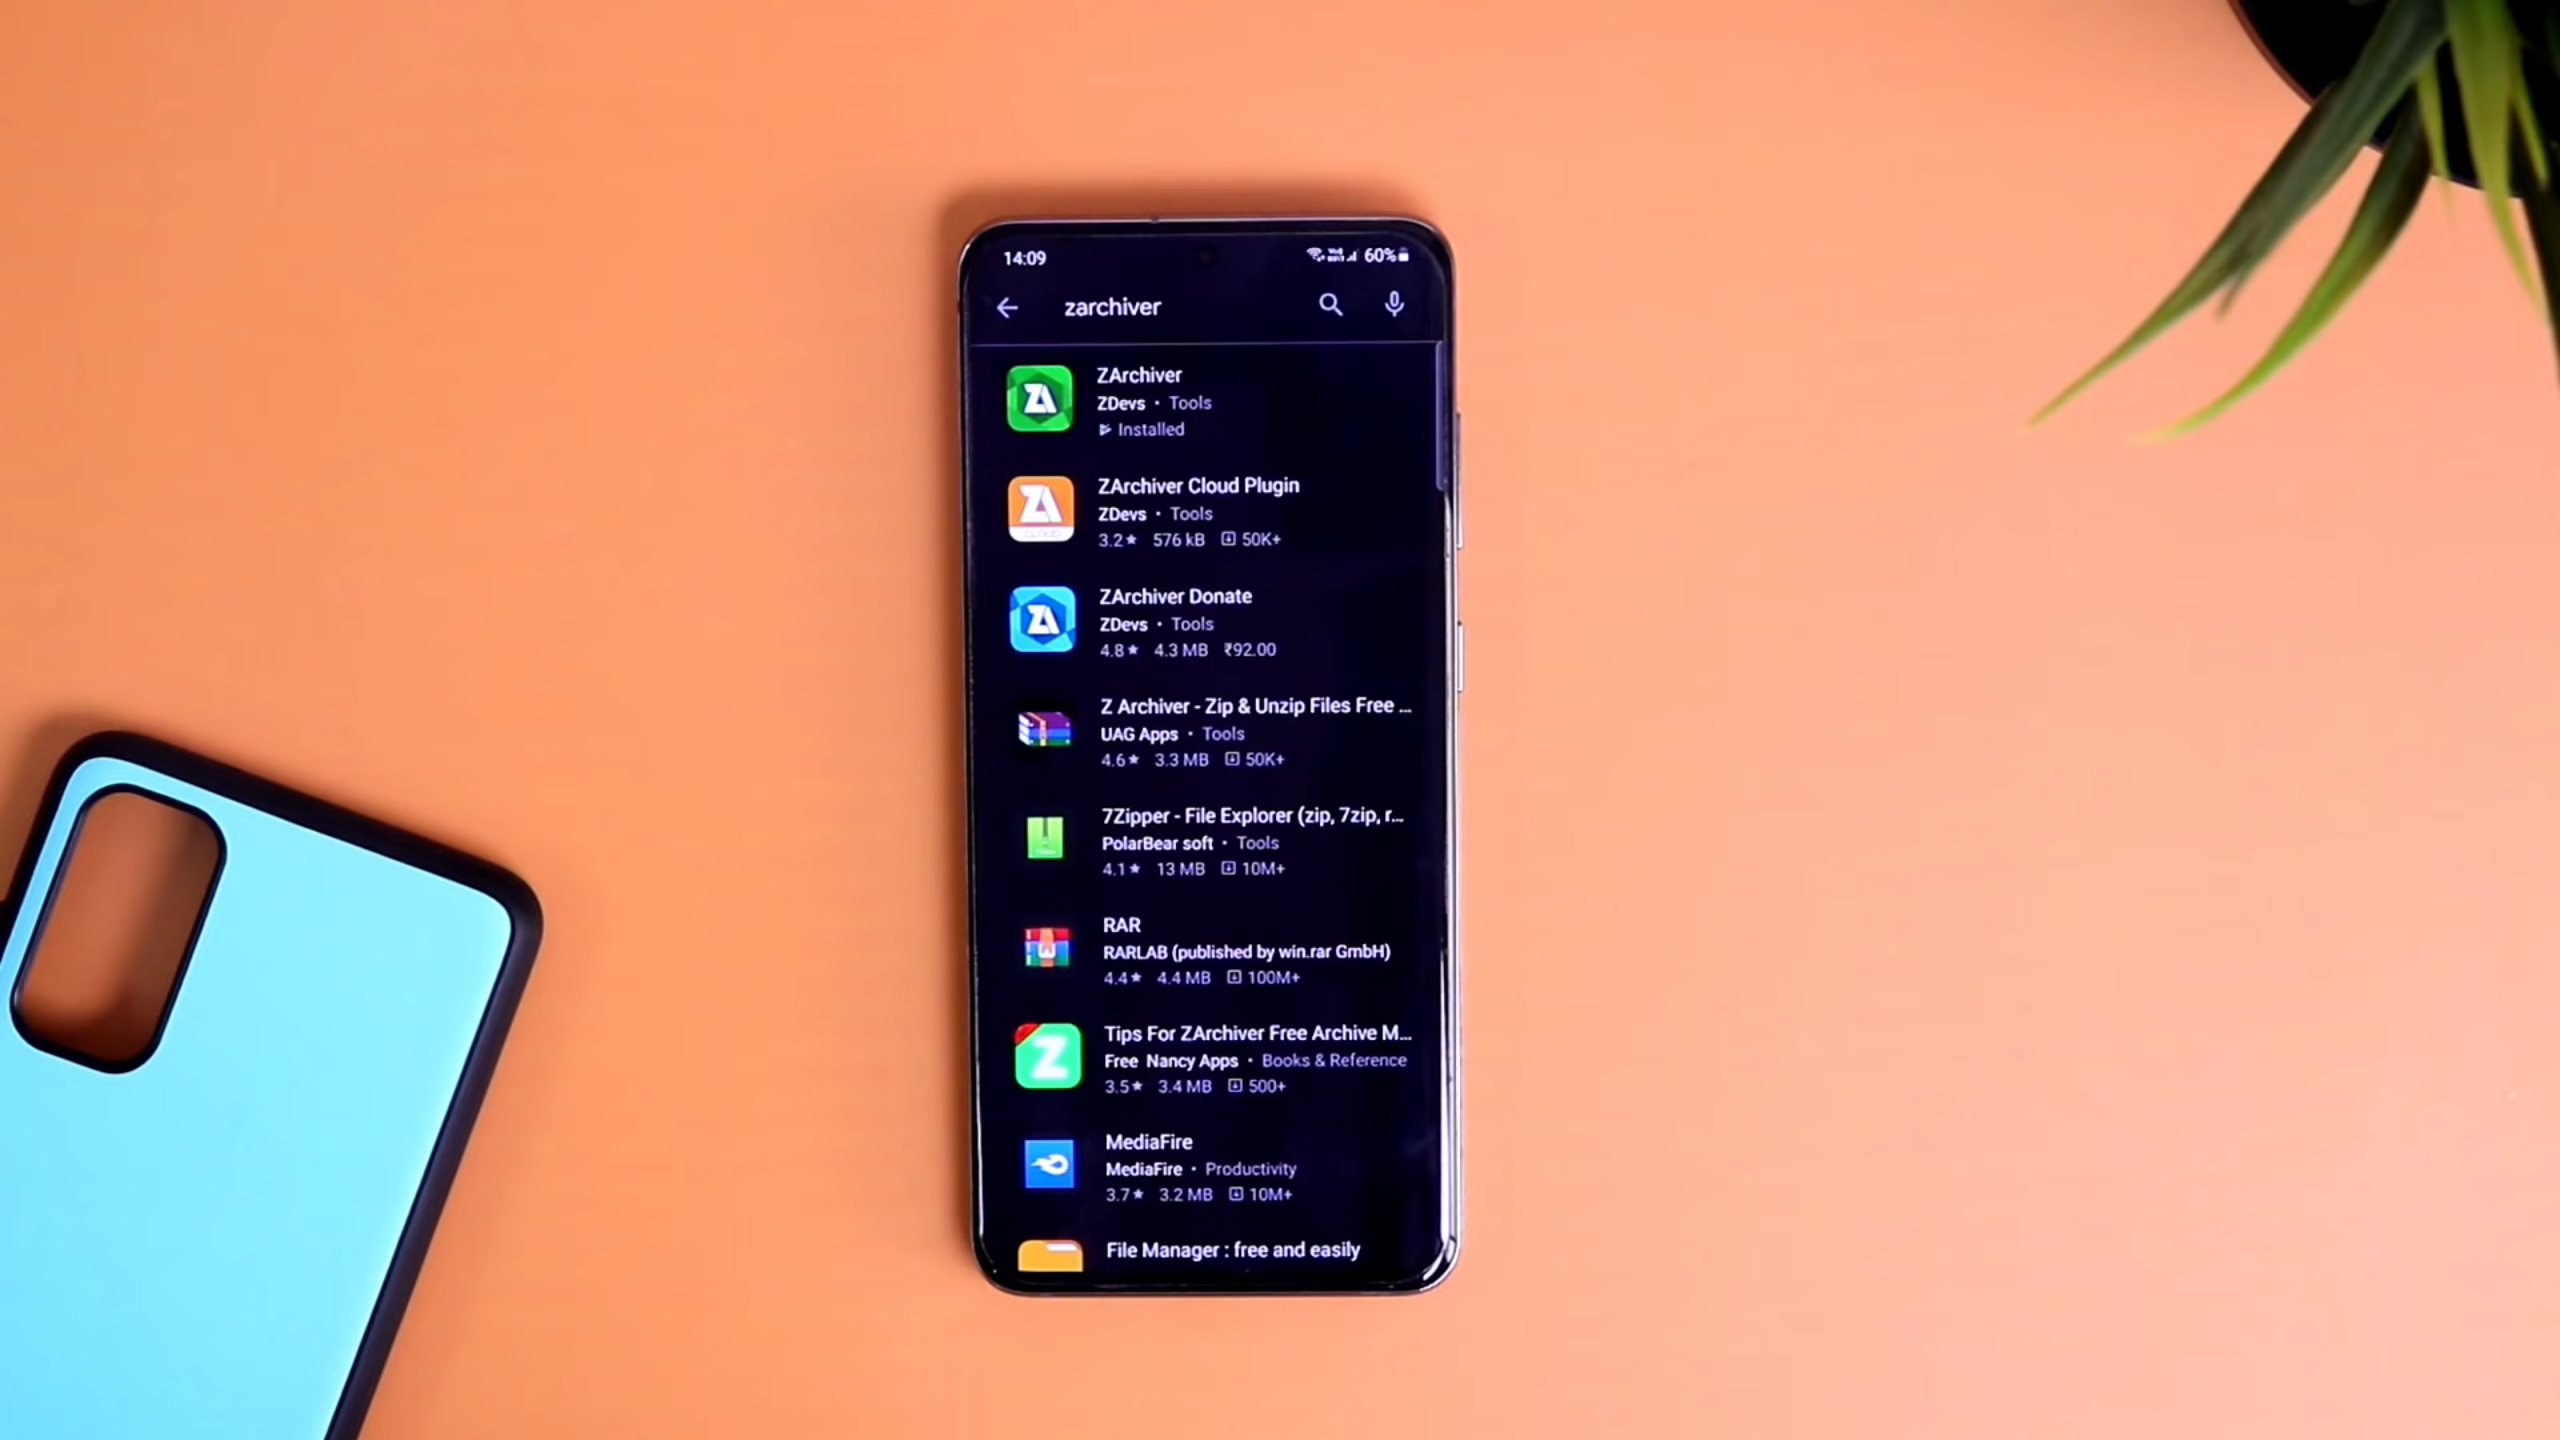 14:09 60%
zarchiver
ZArchiver
ZDevs • Tools
Installed
ZArchiver Cloud Plugin
ZDevs • Tools
3.2★ 576 kB 50K+
ZArchiver Donate
ZDevs • Tools
4.8★ 4.3 MB ₹92.00
Z Archiver - Zip & Unzip Files Free ...
UAG Apps • Tools
4.6★ 3.3 MB 50K+
7Zipper - File Explorer (zip, 7zip, r...
PolarBear soft • Tools
4.1★ 13 MB 10M+
RAR
RARLAB (published by win.rar GmbH)
4.4★ 4.4 MB 100M+
Tips For ZArchiver Free Archive M...
Free Nancy Apps • Books & Reference
3.5★ 3.4 MB 500+
MediaFire
MediaFire • Productivity
3.7★ 3.2 MB 10M+
File Manager : free and easily